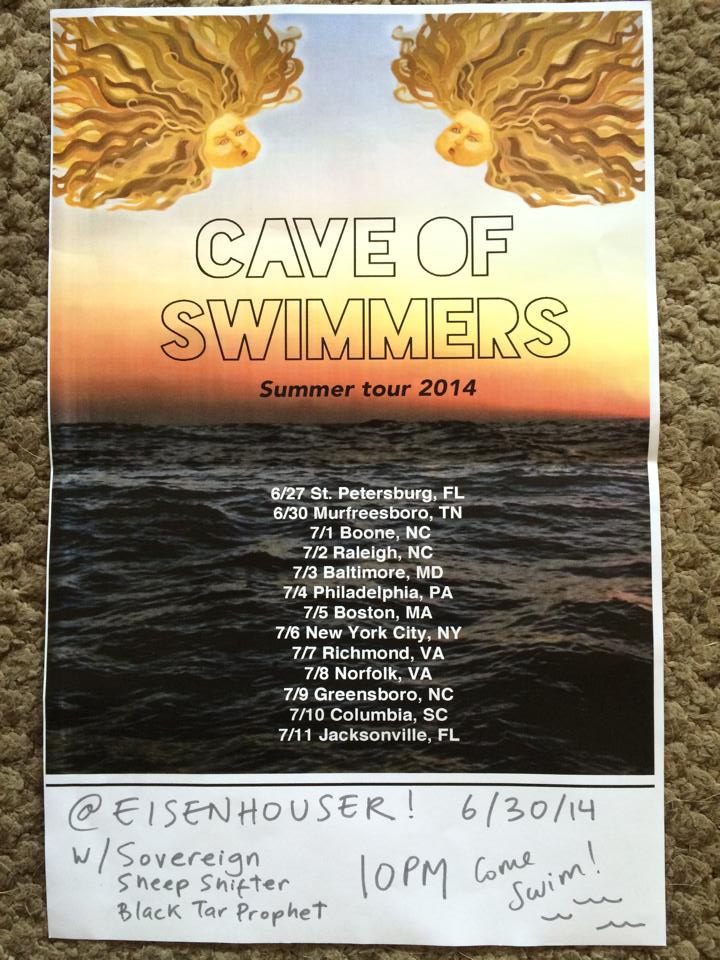 CAVE OF
SWIMMERS
Summer tour 2014
6/27 St. Petersburg, FL
6/30 Murfreesboro, TN
7/1 Boone, NC
7/2 Raleigh, NC
7/3 Baltimore, MD
7/4 Philadelphia, PA
7/5 Boston, MA
7/6 New York City, NY
7/7 Richmond, VA
7/8 Norfolk, VA
7/9 Greensboro, NC
7/10 Columbia, SC
7/11 Jacksonville, FL
@EISENHOUSER! 6/30/14
w/ Sovereign
Sheep Shifter
Black Tar Prophet
10PM
Come
Swim!